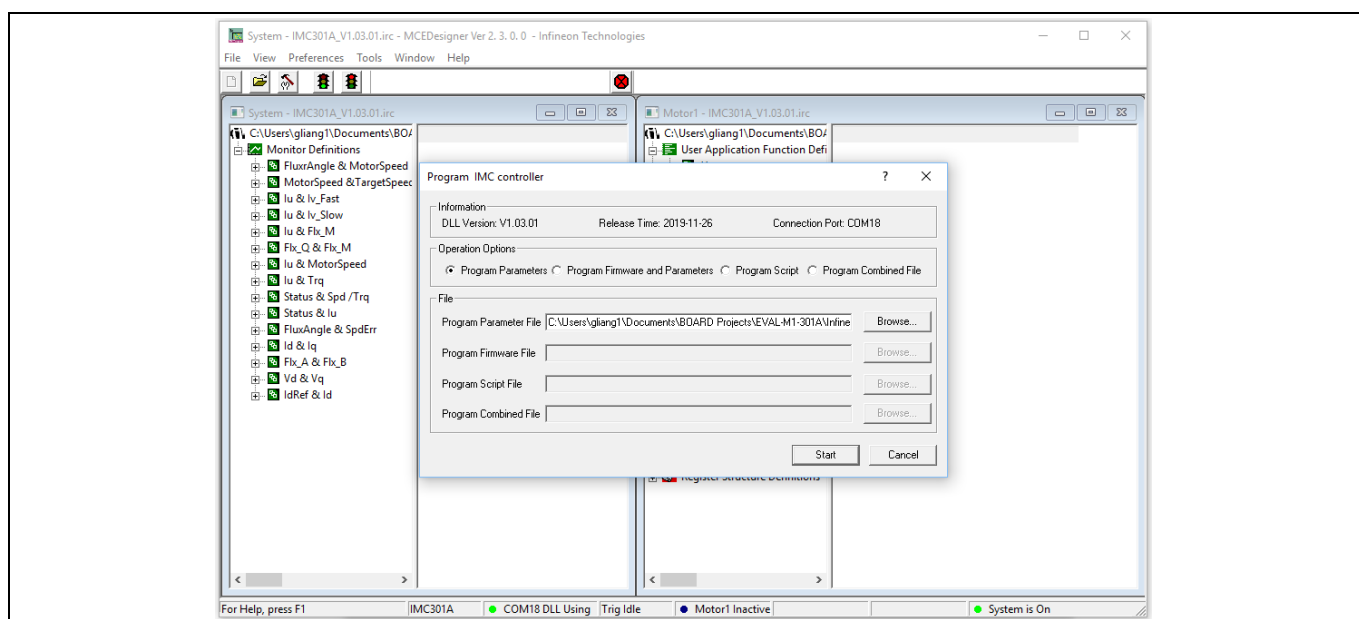 System - IMC301A_V1.03.01.irc - MCEDesigner Ver 2. 3. 0. 0 - Infineon Technologies
File View Preferences Tools Window Help
System - IMC301A_V1.03.01.irc
C:\Users\gliang1\Documents\BOA
Monitor Definitions
FluxrAngle & MotorSpeed
MotorSpeed &TargetSpeed
Iu & Iv_Fast
Iu & Iv_Slow
Iu & Flx_M
Flx_Q & Flx_M
Iu & MotorSpeed
Iu & Trq
Status & Spd /Trq
Status & Iu
FluxAngle & SpdErr
Id & Iq
Flx_A & Flx_B
Vd & Vq
IdRef & Id
Motor1 - IMC301A_V1.03.01.irc
C:\Users\gliang1\Documents\BOA
User Application Function Defi
Program IMC controller ? X
Information
DLL Version: V1.03.01 Release Time: 2019-11-26 Connection Port: COM18
Operation Options
Program Parameters Program Firmware and Parameters Program Script Program Combined File
File
Program Parameter File C:\Users\gliang1\Documents\BOARD Projects\EVAL-M1-301A\Infine Browse...
Program Firmware File Browse...
Program Script File Browse...
Program Combined File Browse...
Start Cancel
Register Structure Definitions
For Help, press F1 IMC301A COM18 DLL Using Trig Idle Motor1 Inactive System is On